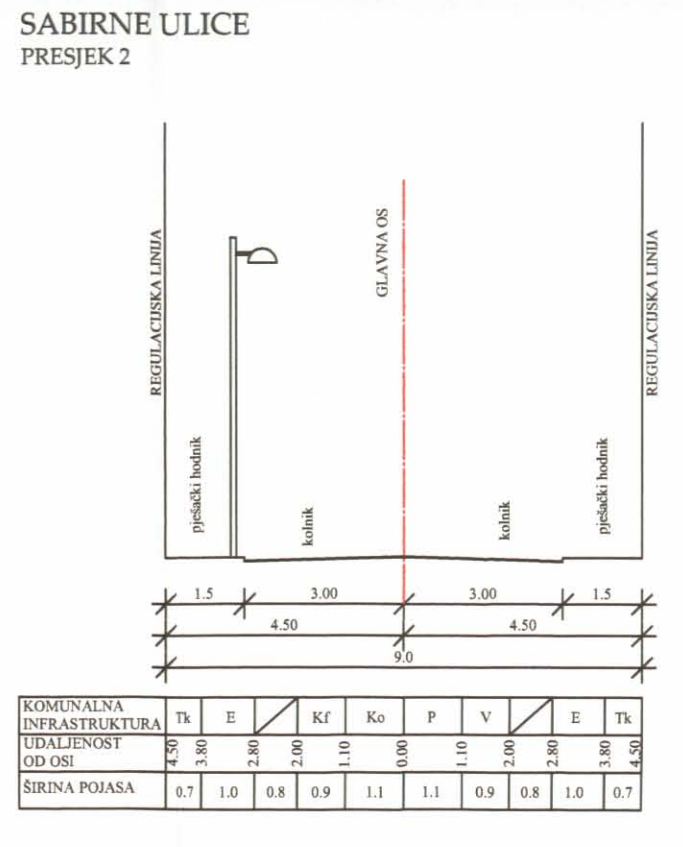 SABIRNE ULICE
PRESJEK 2
REGULACIJSKA LINIJA
GLAVNA OS
REGULACIJSKA LINIJA
pješački hodnik
kolnik
kolnik
pješački hodnik
1.5 3.00 3.00 1.5
4.50 4.50
9.0
KOMUNALNA INFRASTRUKTURA Tk E Kf Ko P V E Tk
UDALJENOST OD OSI 4.50 3.80 2.80 2.00 1.10 0.00 1.10 2.00 2.80 3.80 4.50
ŠIRINA POJASA 0.7 1.0 0.8 0.9 1.1 1.1 0.9 0.8 1.0 0.7